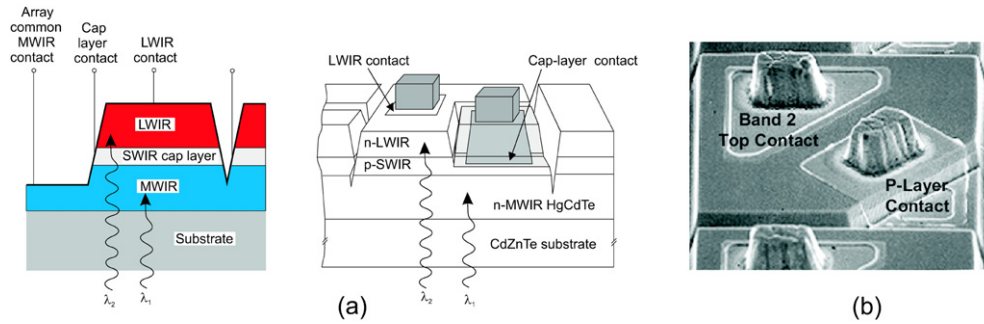 Array
common
MWIR
contact
Cap
layer
contact
LWIR
contact
LWIR
SWIR cap layer
MWIR
Substrate
λ₂
λ₁
LWIR contact
Cap-layer contact
n-LWIR
p-SWIR
n-MWIR HgCdTe
CdZnTe substrate
λ₂
λ₁
(a)
Band 2
Top Contact
P-Layer
Contact
(b)